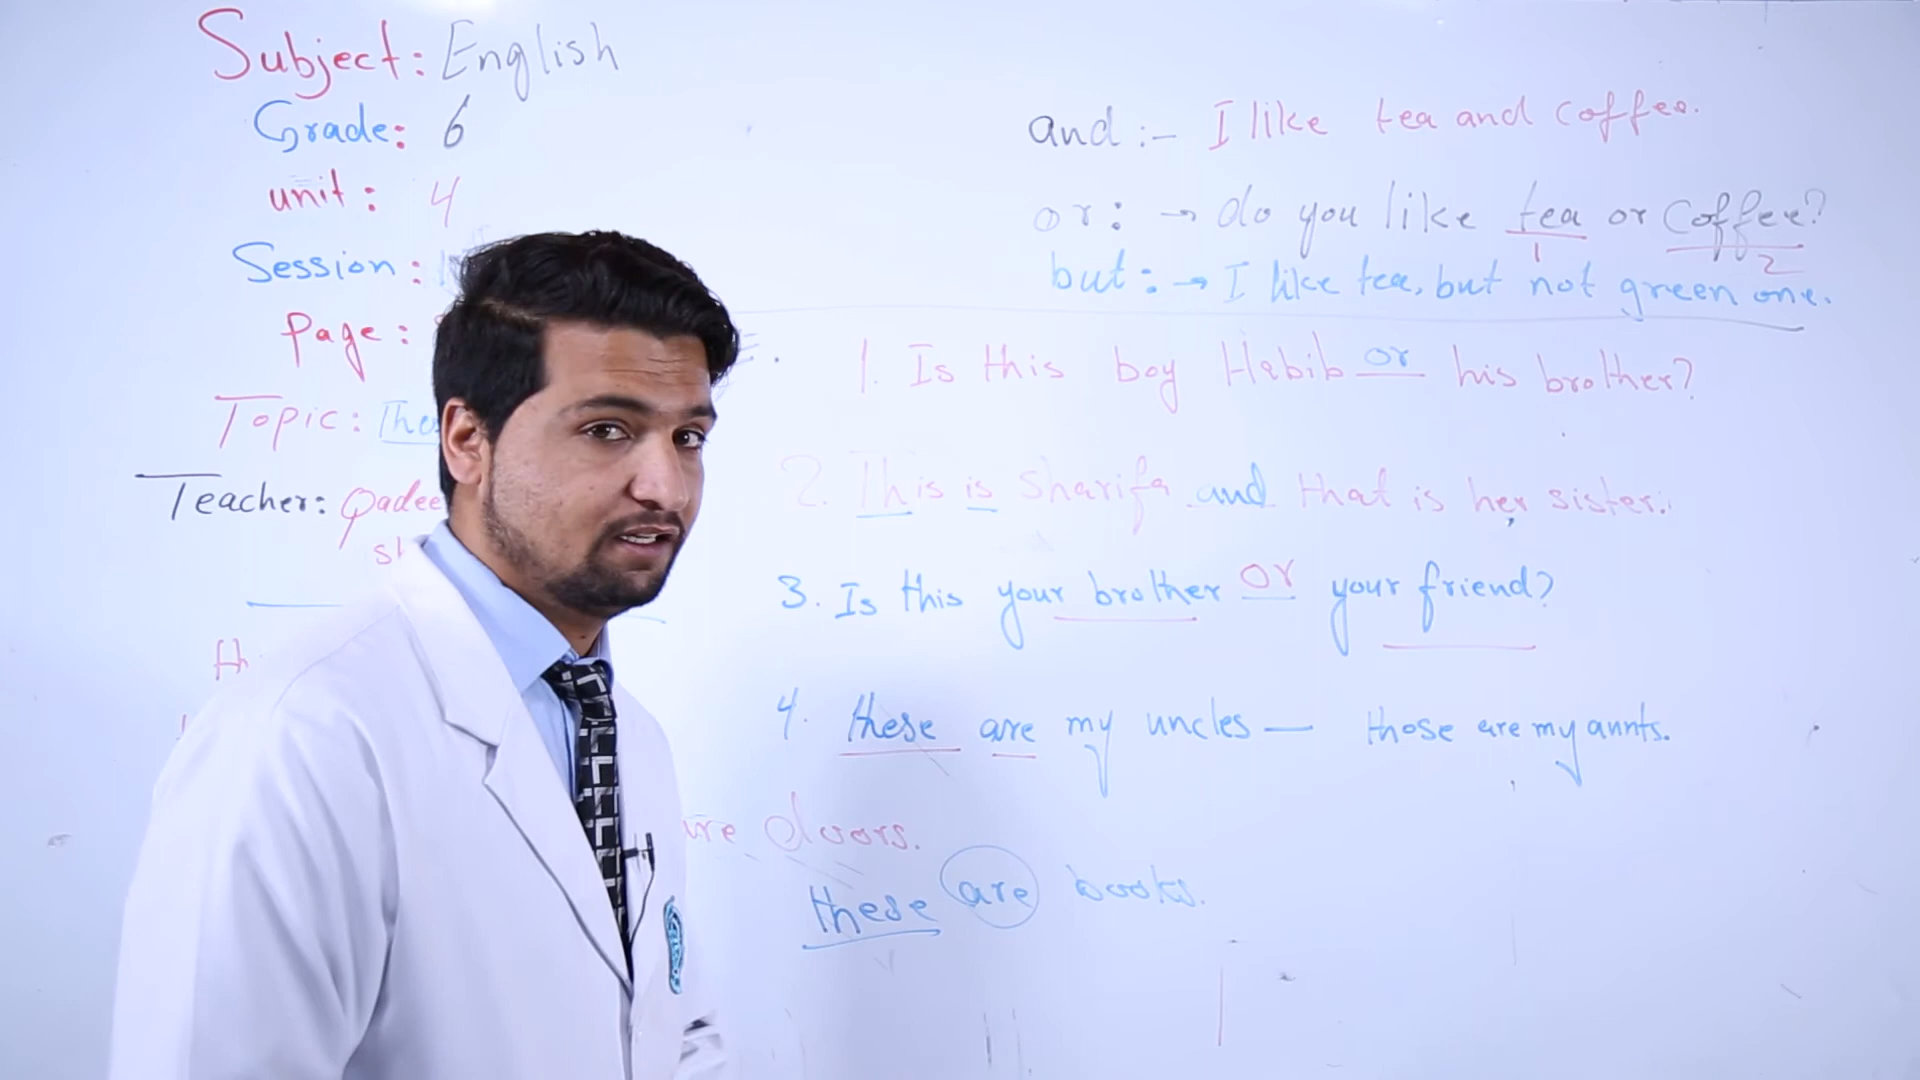 Subject: English
Grade: 6
unit: 4
Session:
Page:
Topic:
Teacher:
and :- I like tea and coffee.
or: → do you like tea or coffee?
1 2
but: → I like tea, but not green one.
1. Is this boy Habib or his brother?
2. This is Sharifa and that is her sister.
3. Is this your brother or your friend?
4. these are my uncles — those are my aunts.
are doors.
these are books.